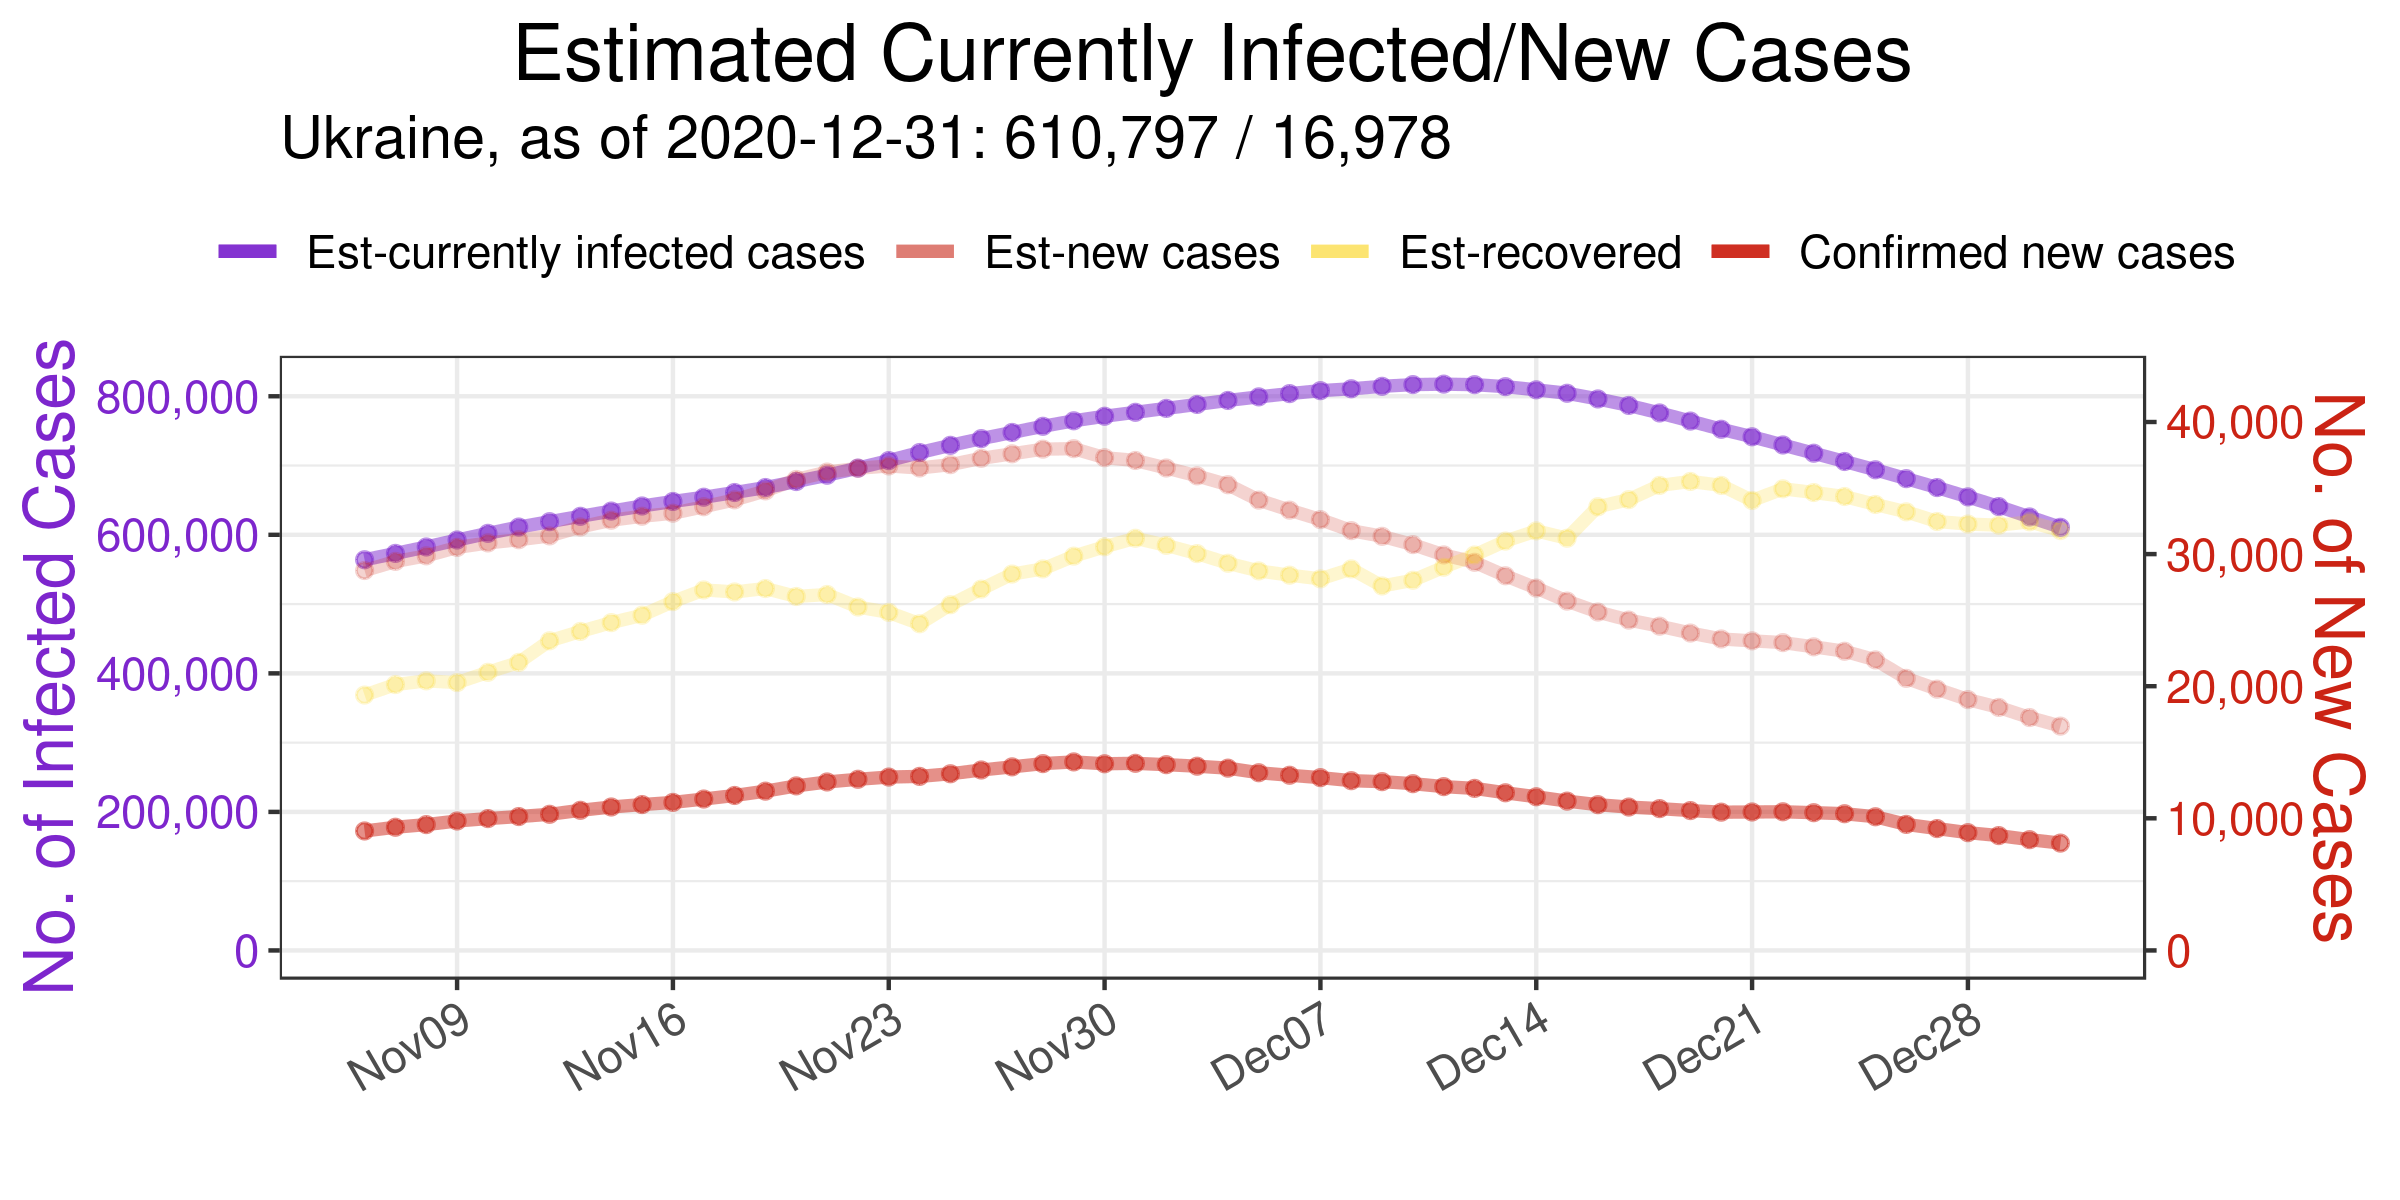 Estimated Currently Infected/New Cases
Ukraine, as of 2020-12-31: 610,797 / 16,978
Est-currently infected cases Est-new cases Est-recovered Confirmed new cases
No. of Infected Cases
800,000
600,000
400,000
200,000
0
40,000
30,000
20,000
10,000
0
No. of New Cases
Nov09 Nov16 Nov23 Nov30 Dec07 Dec14 Dec21 Dec28